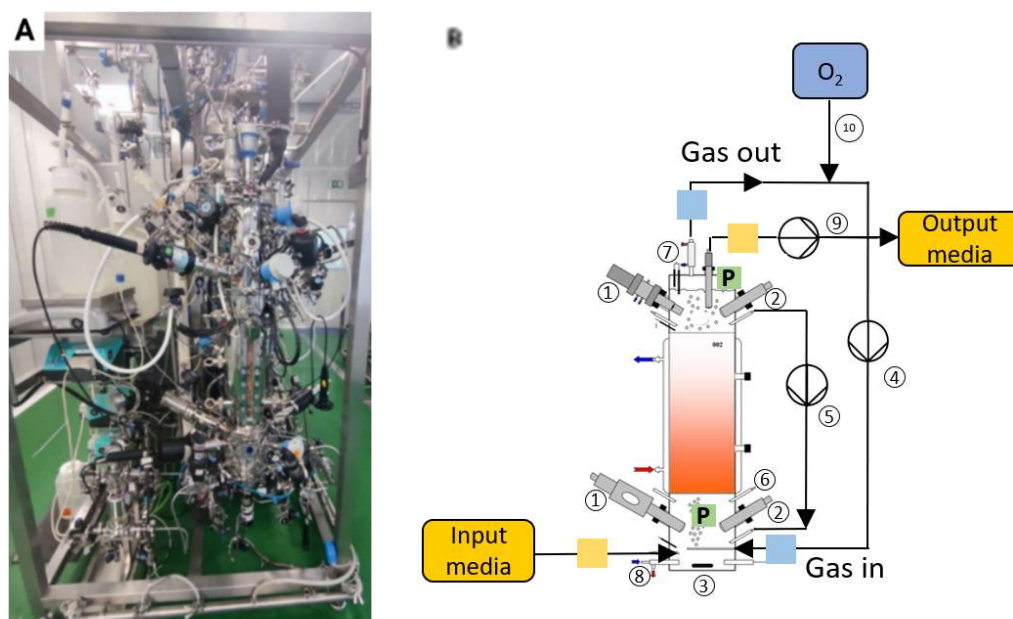 A
B
O₂
⑩
Gas out
⑨
Output
media
⑦
P
①
②
002
④
⑤
⑥
①
P
②
Input
media
Gas in
⑧
③